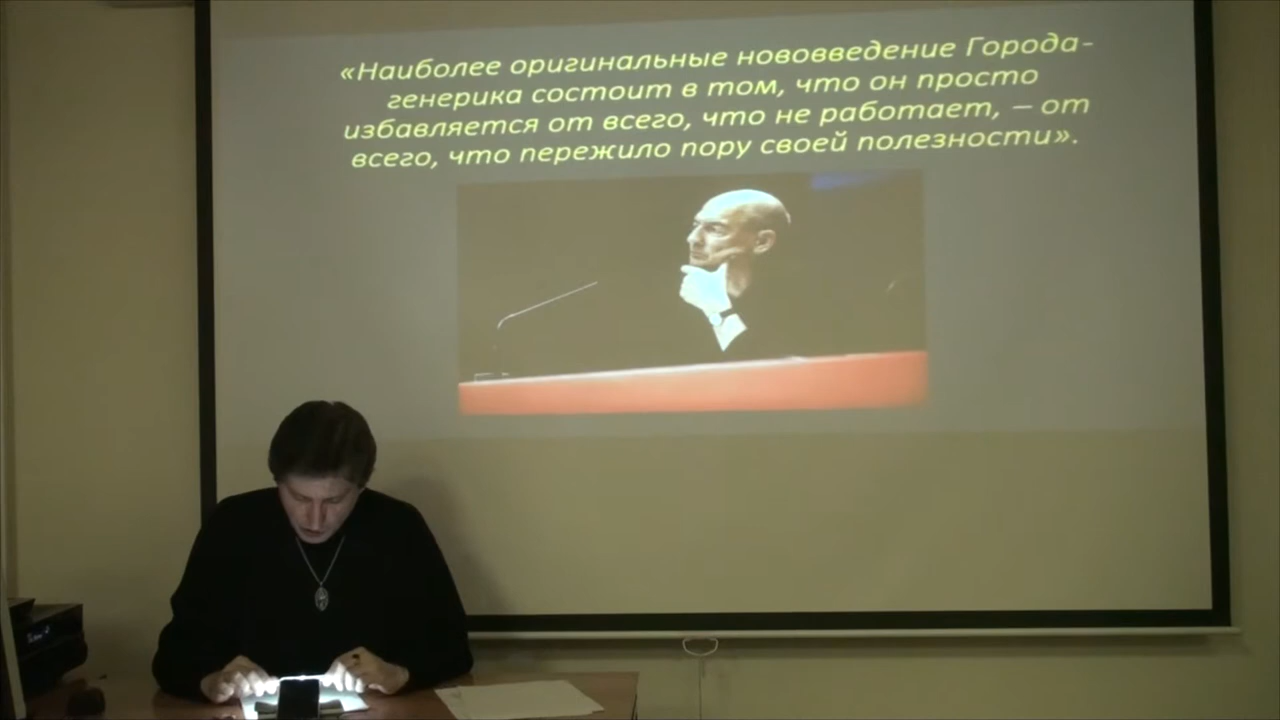 «Наиболее оригинальные нововведение Города-
генерика состоит в том, что он просто
избавляется от всего, что не работает, – от
всего, что пережило пору своей полезности».